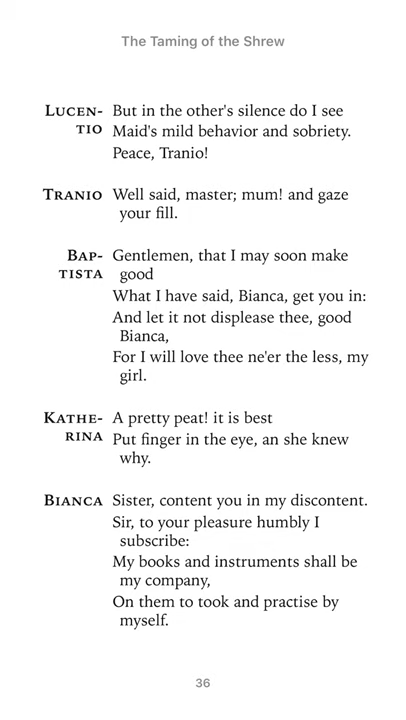 The Taming of the Shrew
LUCEN- But in the other's silence do I see
TIO Maid's mild behavior and sobriety.
Peace, Tranio!
TRANIO Well said, master; mum! and gaze
your fill.
BAP- Gentlemen, that I may soon make
TISTA good
What I have said, Bianca, get you in:
And let it not displease thee, good
Bianca,
For I will love thee ne'er the less, my
girl.
KATHE- A pretty peat! it is best
RINA Put finger in the eye, an she knew
why.
BIANCA Sister, content you in my discontent.
Sir, to your pleasure humbly I
subscribe:
My books and instruments shall be
my company,
On them to took and practise by
myself.
36